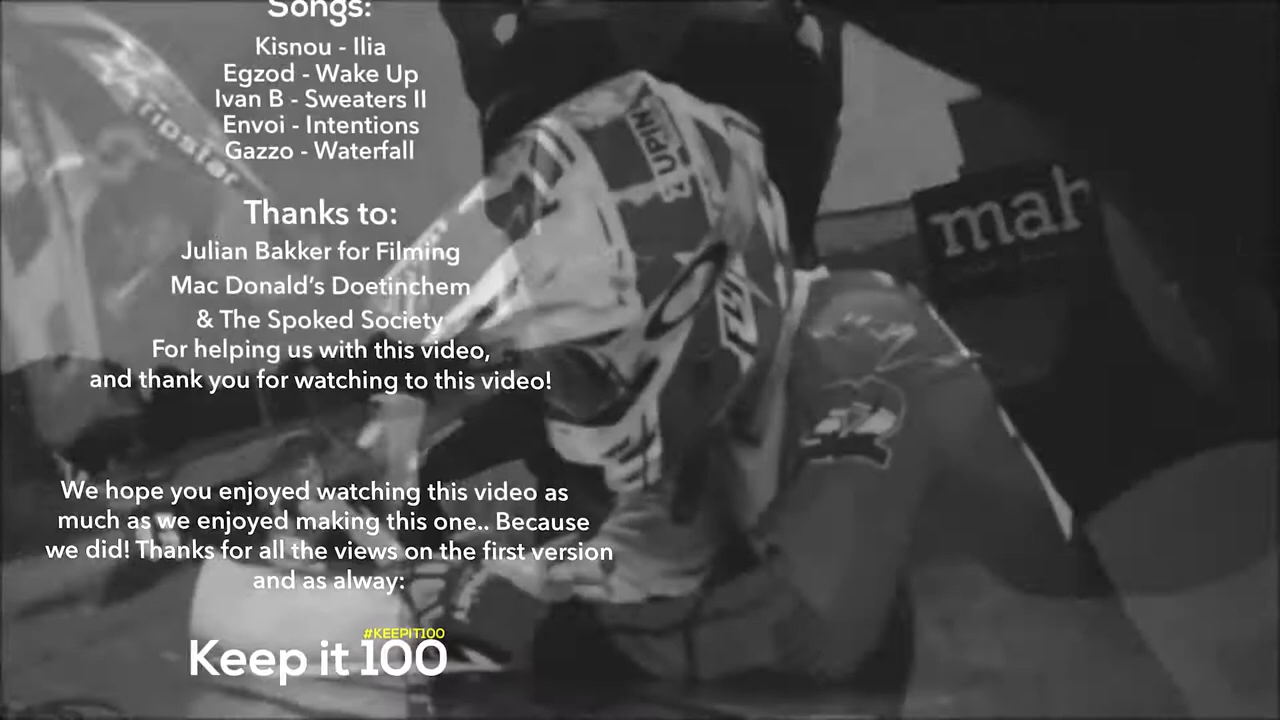 Songs:
Kisnou - Ilia
Egzod - Wake Up
Ivan B - Sweaters II
Envoi - Intentions
Gazzo - Waterfall
Thanks to:
Julian Bakker for Filming
Mac Donald’s Doetinchem
& The Spoked Society
For helping us with this video,
and thank you for watching to this video!
We hope you enjoyed watching this video as
much as we enjoyed making this one.. Because
we did! Thanks for all the views on the first version
and as alway:
#KEEPIT100
Keep it 100
Tripstar
LUPIN
mah